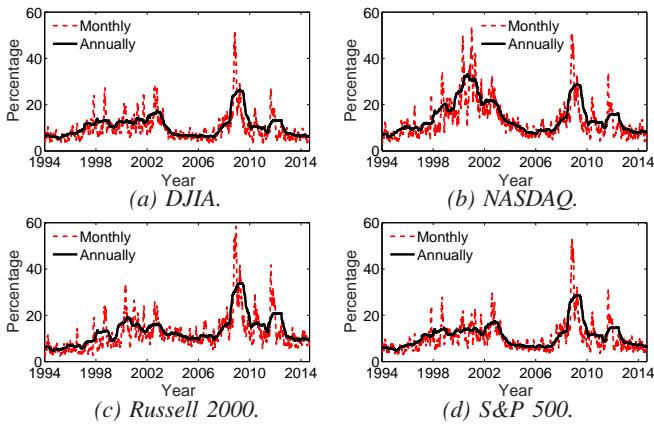 60
Monthly
Annually
40
Percentage
20
0
1994 1998 2002 2006 2010 2014
Year
(a) DJIA.
60
Monthly
Annually
40
Percentage
20
0
1994 1998 2002 2006 2010 2014
Year
(b) NASDAQ.
60
Monthly
Annually
40
Percentage
20
0
1994 1998 2002 2006 2010 2014
Year
(c) Russell 2000.
60
Monthly
Annually
40
Percentage
20
0
1994 1998 2002 2006 2010 2014
Year
(d) S&P 500.